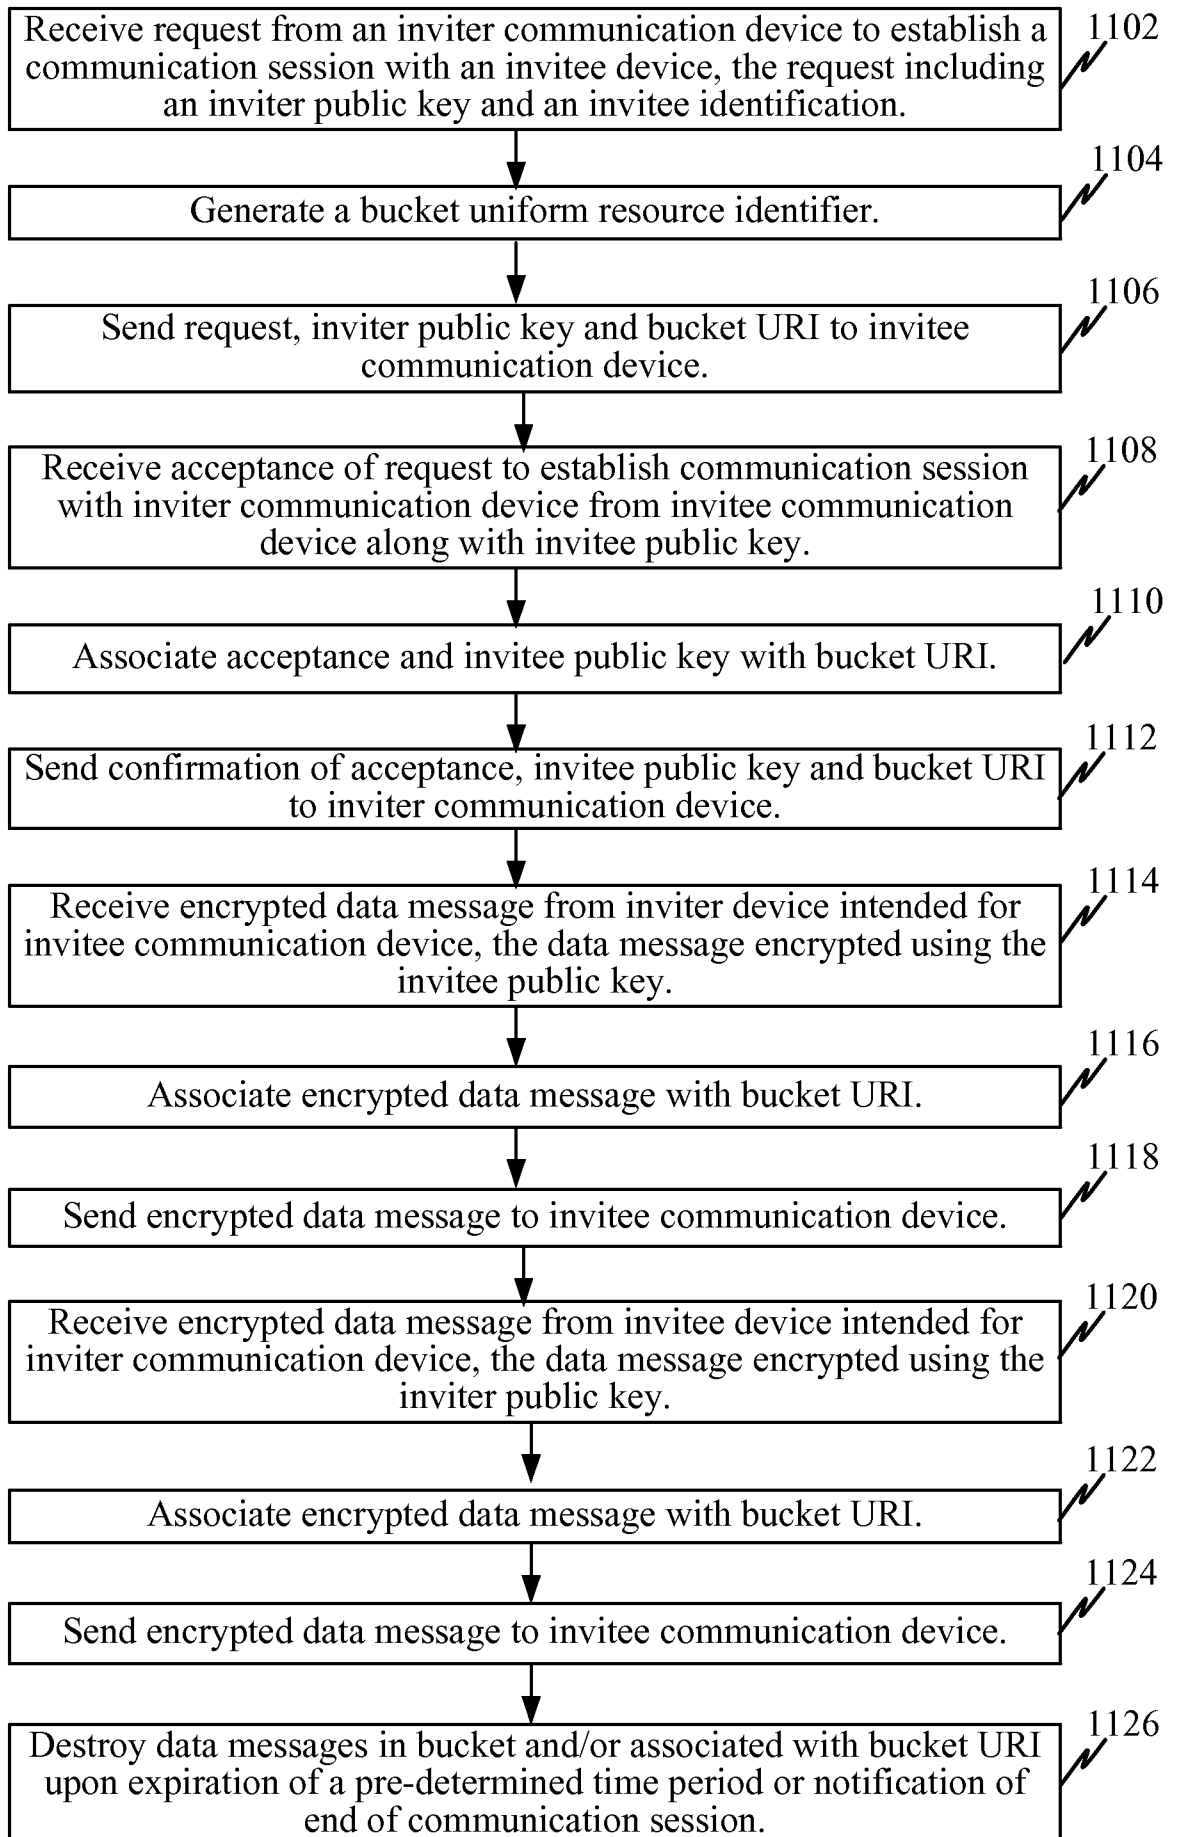 Receive request from an inviter communication device to establish a
communication session with an invitee device, the request including
an inviter public key and an invitee identification.
1102
Generate a bucket uniform resource identifier.
1104
Send request, inviter public key and bucket URI to invitee
communication device.
1106
Receive acceptance of request to establish communication session
with inviter communication device from invitee communication
device along with invitee public key.
1108
Associate acceptance and invitee public key with bucket URI.
1110
Send confirmation of acceptance, invitee public key and bucket URI
to inviter communication device.
1112
Receive encrypted data message from inviter device intended for
invitee communication device, the data message encrypted using the
invitee public key.
1114
Associate encrypted data message with bucket URI.
1116
Send encrypted data message to invitee communication device.
1118
Receive encrypted data message from invitee device intended for
inviter communication device, the data message encrypted using the
inviter public key.
1120
Associate encrypted data message with bucket URI.
1122
Send encrypted data message to invitee communication device.
1124
Destroy data messages in bucket and/or associated with bucket URI
upon expiration of a pre-determined time period or notification of
end of communication session.
1126